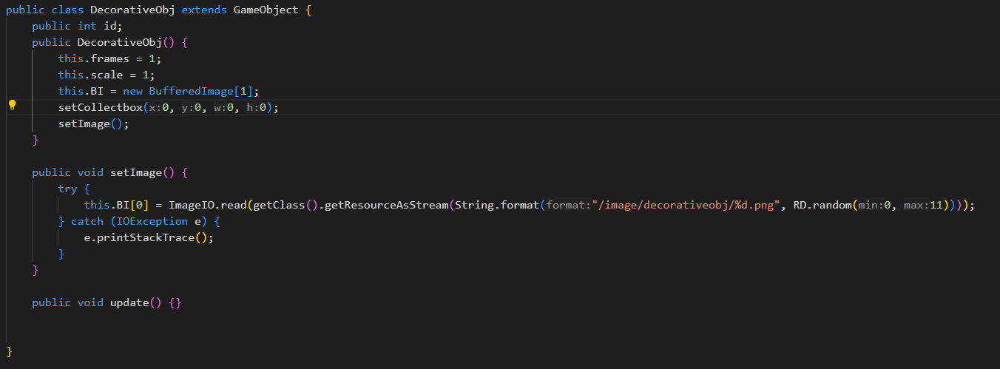 public class DecorativeObj extends GameObject {
    public int id;
    public DecorativeObj() {
        this.frames = 1;
        this.scale = 1;
        this.BI = new BufferedImage[1];
        setCollectbox(x:0, y:0, w:0, h:0);
        setImage();
    }
    public void setImage() {
        try {
            this.BI[0] = ImageIO.read(getClass().getResourceAsStream(String.format(format:"/image/decorativeobj/%d.png", RD.random(min:0, max:11))));
        } catch (IOException e) {
            e.printStackTrace();
        }
    }
    public void update() {}
}